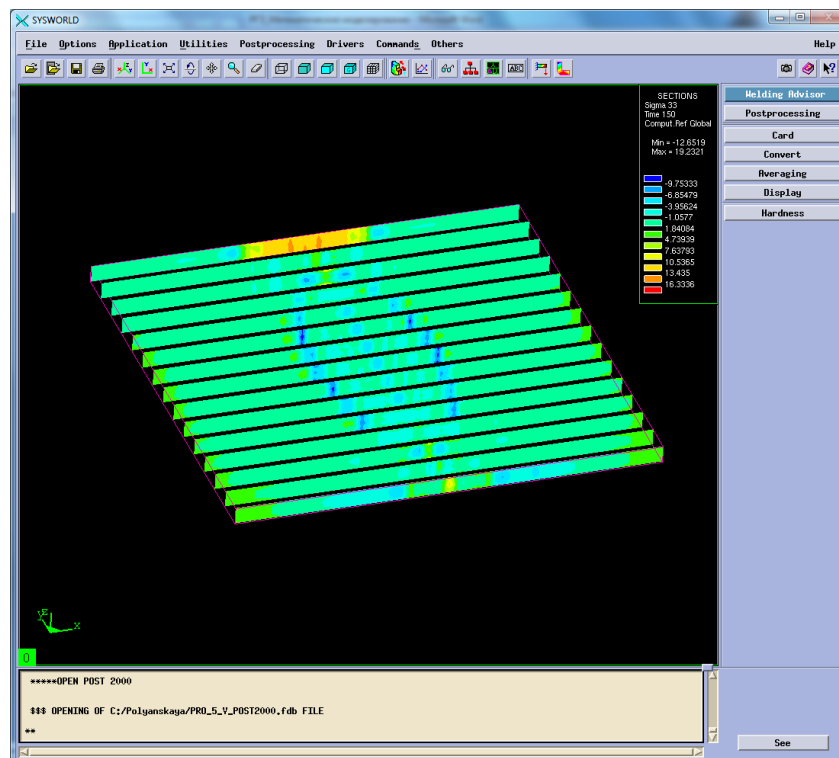 SYSWORLD
File Options Application Utilities Postprocessing Drivers Commands Others Help
ABC
Welding Advisor
Postprocessing
Card
Convert
Averaging
Display
Hardness
SECTIONS
Sigma 33
Time 150
Comput.Ref Global
Min = -12.6519
Max = 19.2321
-9.75333
-6.85479
-3.95624
-1.0577
1.84084
4.73939
7.63793
10.5365
13.435
16.3336
Z
X
0
*****OPEN POST 2000
$$$ OPENING OF C:/Polyanskaya/PRO_5_V_POST2000.fdb FILE
**
See